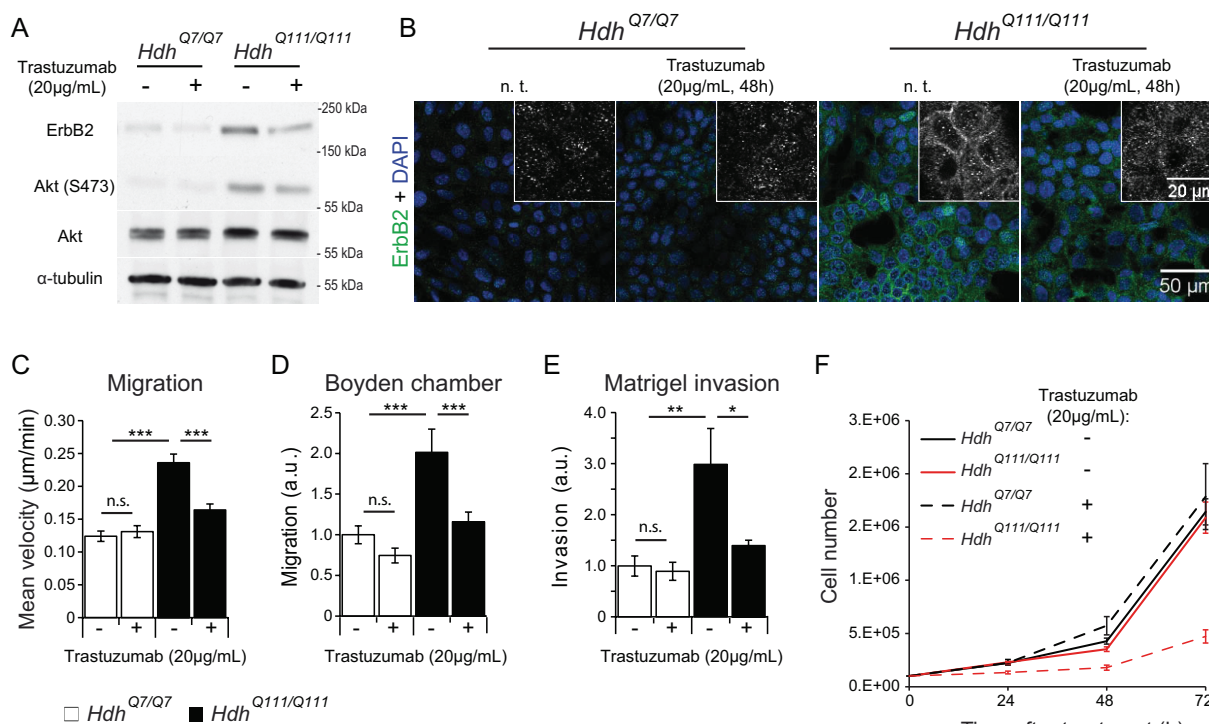 A
Hdh Q7/Q7 Hdh Q111/Q111
Trastuzumab
(20µg/mL) - + - +
-250 kDa
ErbB2
-150 kDa
Akt (S473)
-55 kDa
Akt
-55 kDa
α-tubulin
-55 kDa
B
Hdh Q7/Q7 Hdh Q111/Q111
n. t. Trastuzumab n. t. Trastuzumab
(20µg/mL, 48h) (20µg/mL, 48h)
ErbB2 + DAPI
20 µm
50 µm
C
Migration
Mean velocity (µm/min)
0.30
0.25
0.20
0.15
0.10
0.05
0
n.s. *** ***
- + - +
Trastuzumab (20µg/mL)
D
Boyden chamber
Migration (a.u.)
2.5
2.0
1.5
1.0
0.5
0
n.s. *** ***
- + - +
Trastuzumab (20µg/mL)
E
Matrigel invasion
Invasion (a.u.)
4.0
3.0
2.0
1.0
0
n.s. ** *
- + - +
Trastuzumab (20µg/mL)
Hdh Q7/Q7 Hdh Q111/Q111
F
Trastuzumab
(20µg/mL):
Hdh Q7/Q7 -
Hdh Q111/Q111 -
Hdh Q7/Q7 +
Hdh Q111/Q111 +
Cell number
3.E+06
2.E+06
2.E+06
1.E+06
5.E+05
0.E+00
0 24 48 72